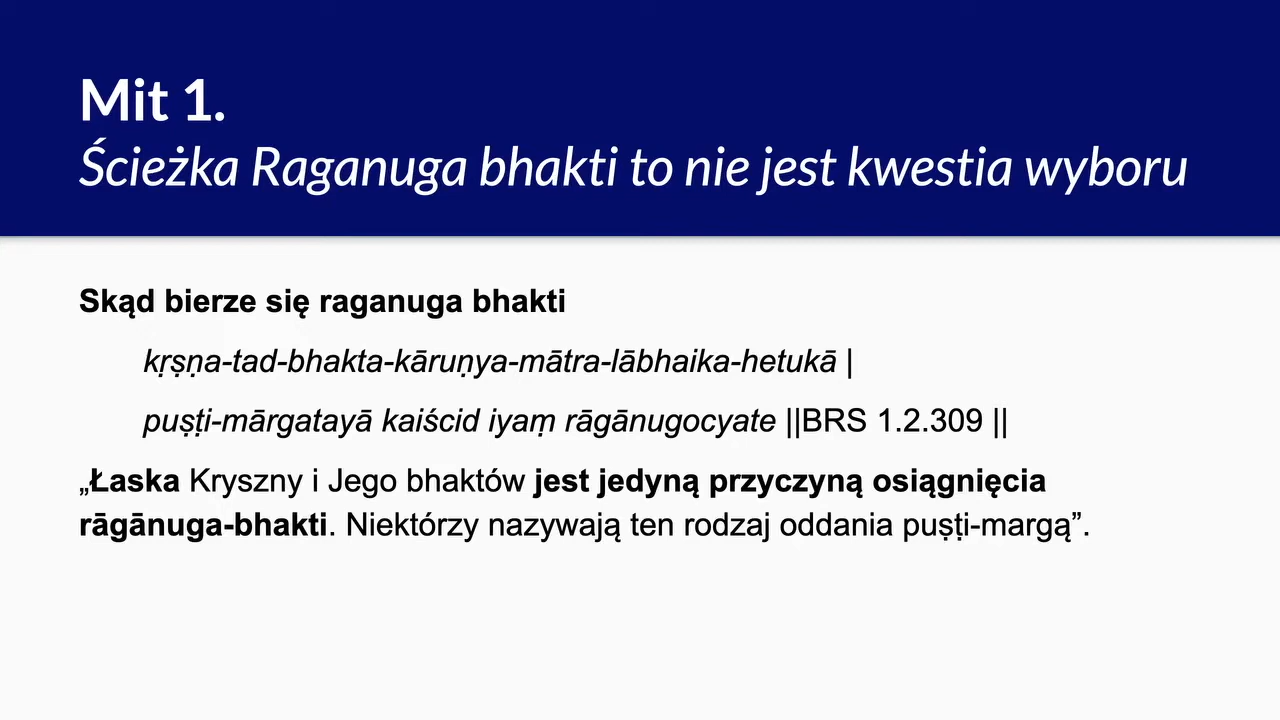 Mit 1.
Ścieżka Raganuga bhakti to nie jest kwestia wyboru
Skąd bierze się raganuga bhakti
kṛṣṇa-tad-bhakta-kāruṇya-mātra-lābhaika-hetukā |
puṣṭi-mārgatayā kaiścid iyaṃ rāgānugocyate ||BRS 1.2.309 ||
„Łaska Kryszny i Jego bhaktów jest jedyną przyczyną osiągnięcia
rāgānuga-bhakti. Niektórzy nazywają ten rodzaj oddania puṣṭi-margą”.